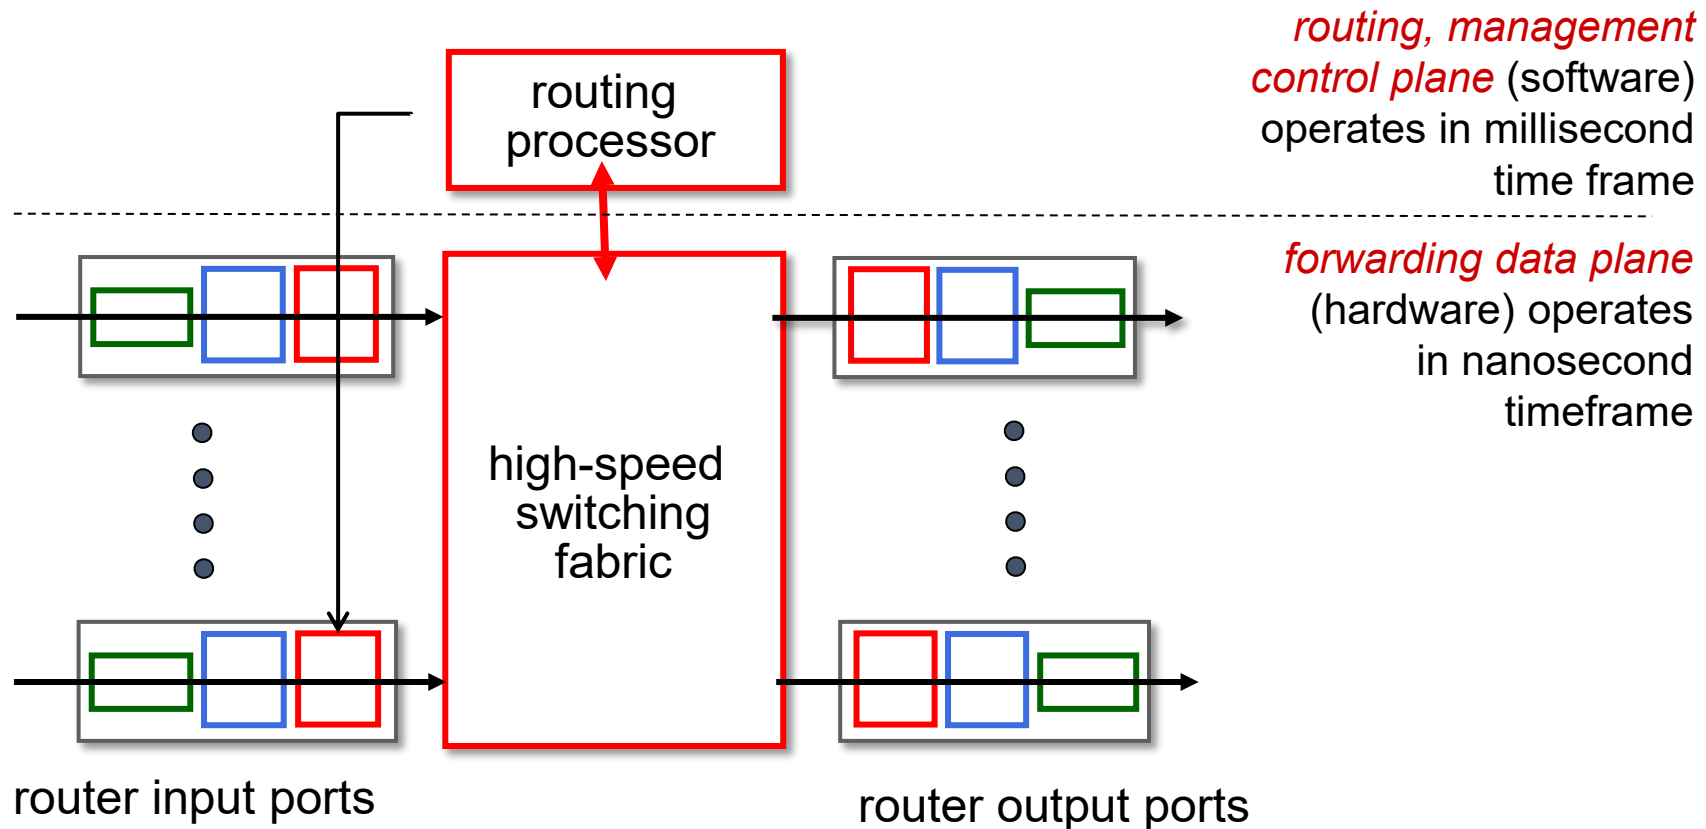 routing, management
control plane (software)
operates in millisecond
time frame
routing
processor
forwarding data plane
(hardware) operates
in nanosecond
timeframe
high-speed
switching
fabric
router input ports
router output ports